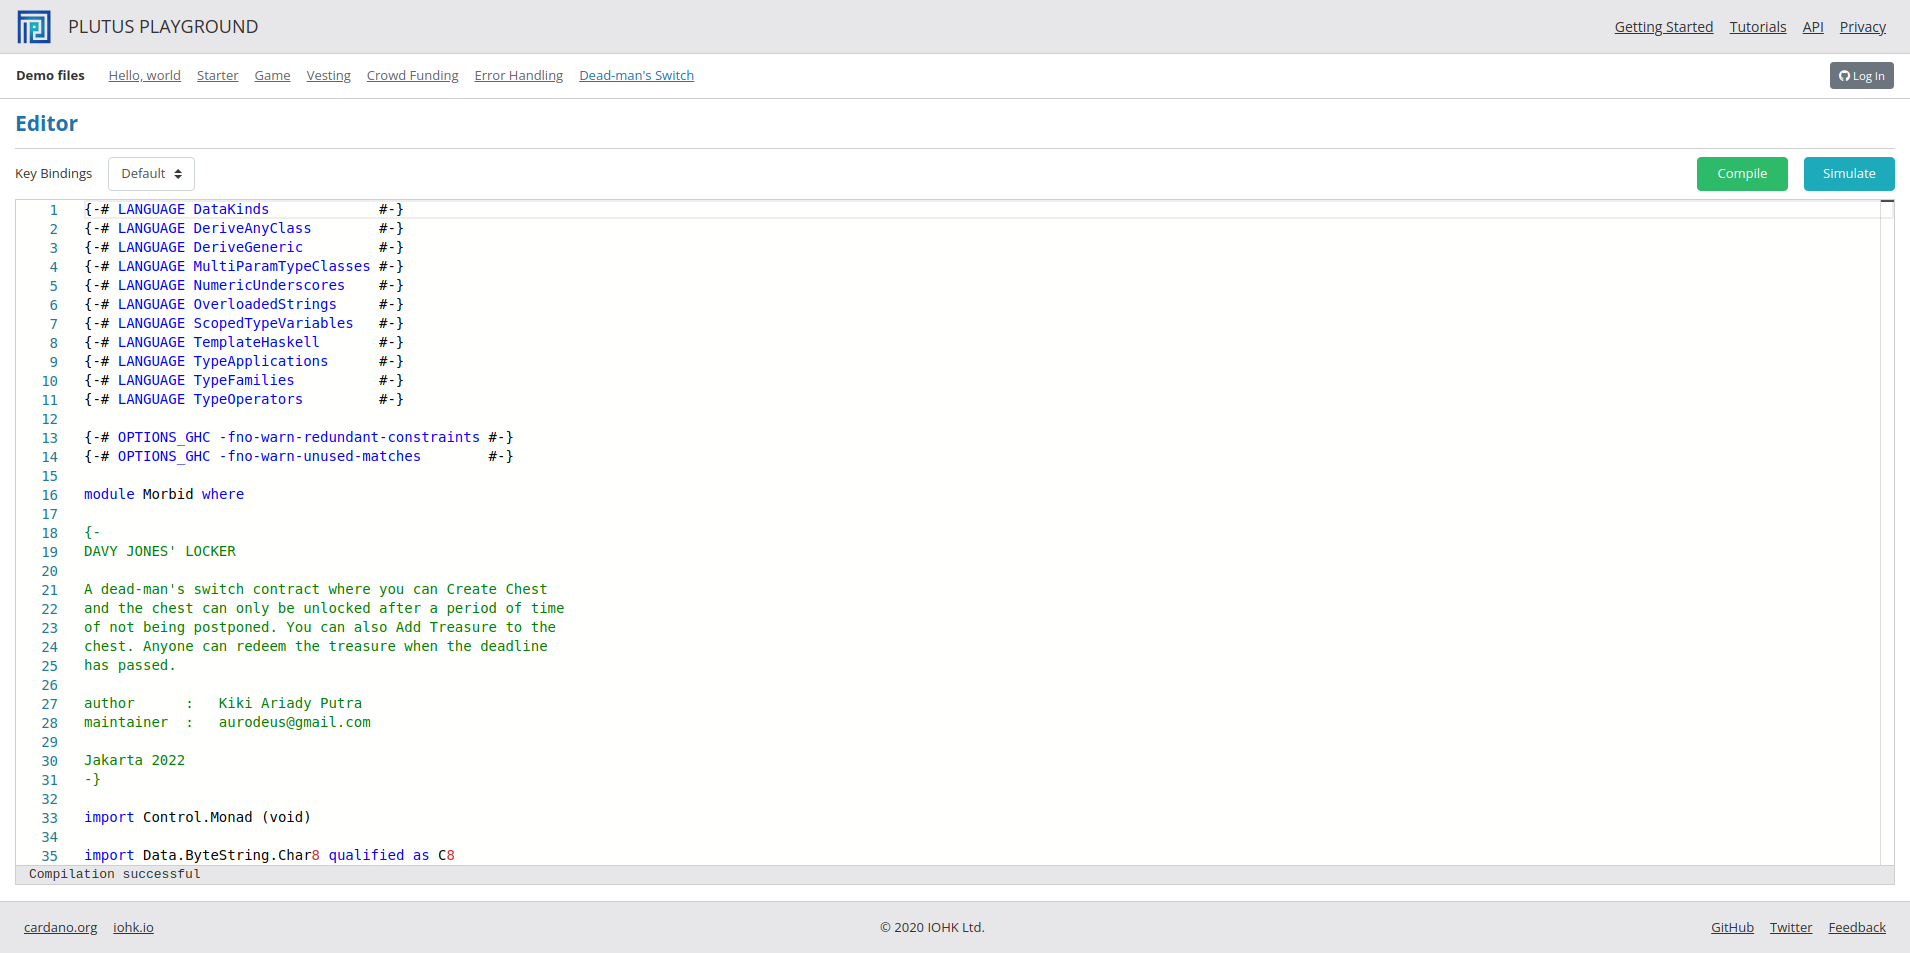 PLUTUS PLAYGROUND Getting Started Tutorials API Privacy
Demo files Hello, world Starter Game Vesting Crowd Funding Error Handling Dead-man's Switch Log In
Editor
Key Bindings Default Compile Simulate
1 {-# LANGUAGE DataKinds #-}
2 {-# LANGUAGE DeriveAnyClass #-}
3 {-# LANGUAGE DeriveGeneric #-}
4 {-# LANGUAGE MultiParamTypeClasses #-}
5 {-# LANGUAGE NumericUnderscores #-}
6 {-# LANGUAGE OverloadedStrings #-}
7 {-# LANGUAGE ScopedTypeVariables #-}
8 {-# LANGUAGE TemplateHaskell #-}
9 {-# LANGUAGE TypeApplications #-}
10 {-# LANGUAGE TypeFamilies #-}
11 {-# LANGUAGE TypeOperators #-}
12
13 {-# OPTIONS_GHC -fno-warn-redundant-constraints #-}
14 {-# OPTIONS_GHC -fno-warn-unused-matches #-}
15
16 module Morbid where
17
18 {-
19 DAVY JONES' LOCKER
20
21 A dead-man's switch contract where you can Create Chest
22 and the chest can only be unlocked after a period of time
23 of not being postponed. You can also Add Treasure to the
24 chest. Anyone can redeem the treasure when the deadline
25 has passed.
26
27 author : Kiki Ariady Putra
28 maintainer : aurodeus@gmail.com
29
30 Jakarta 2022
31 -}
32
33 import Control.Monad (void)
34
35 import Data.ByteString.Char8 qualified as C8
Compilation successful
cardano.org iohk.io © 2020 IOHK Ltd. GitHub Twitter Feedback